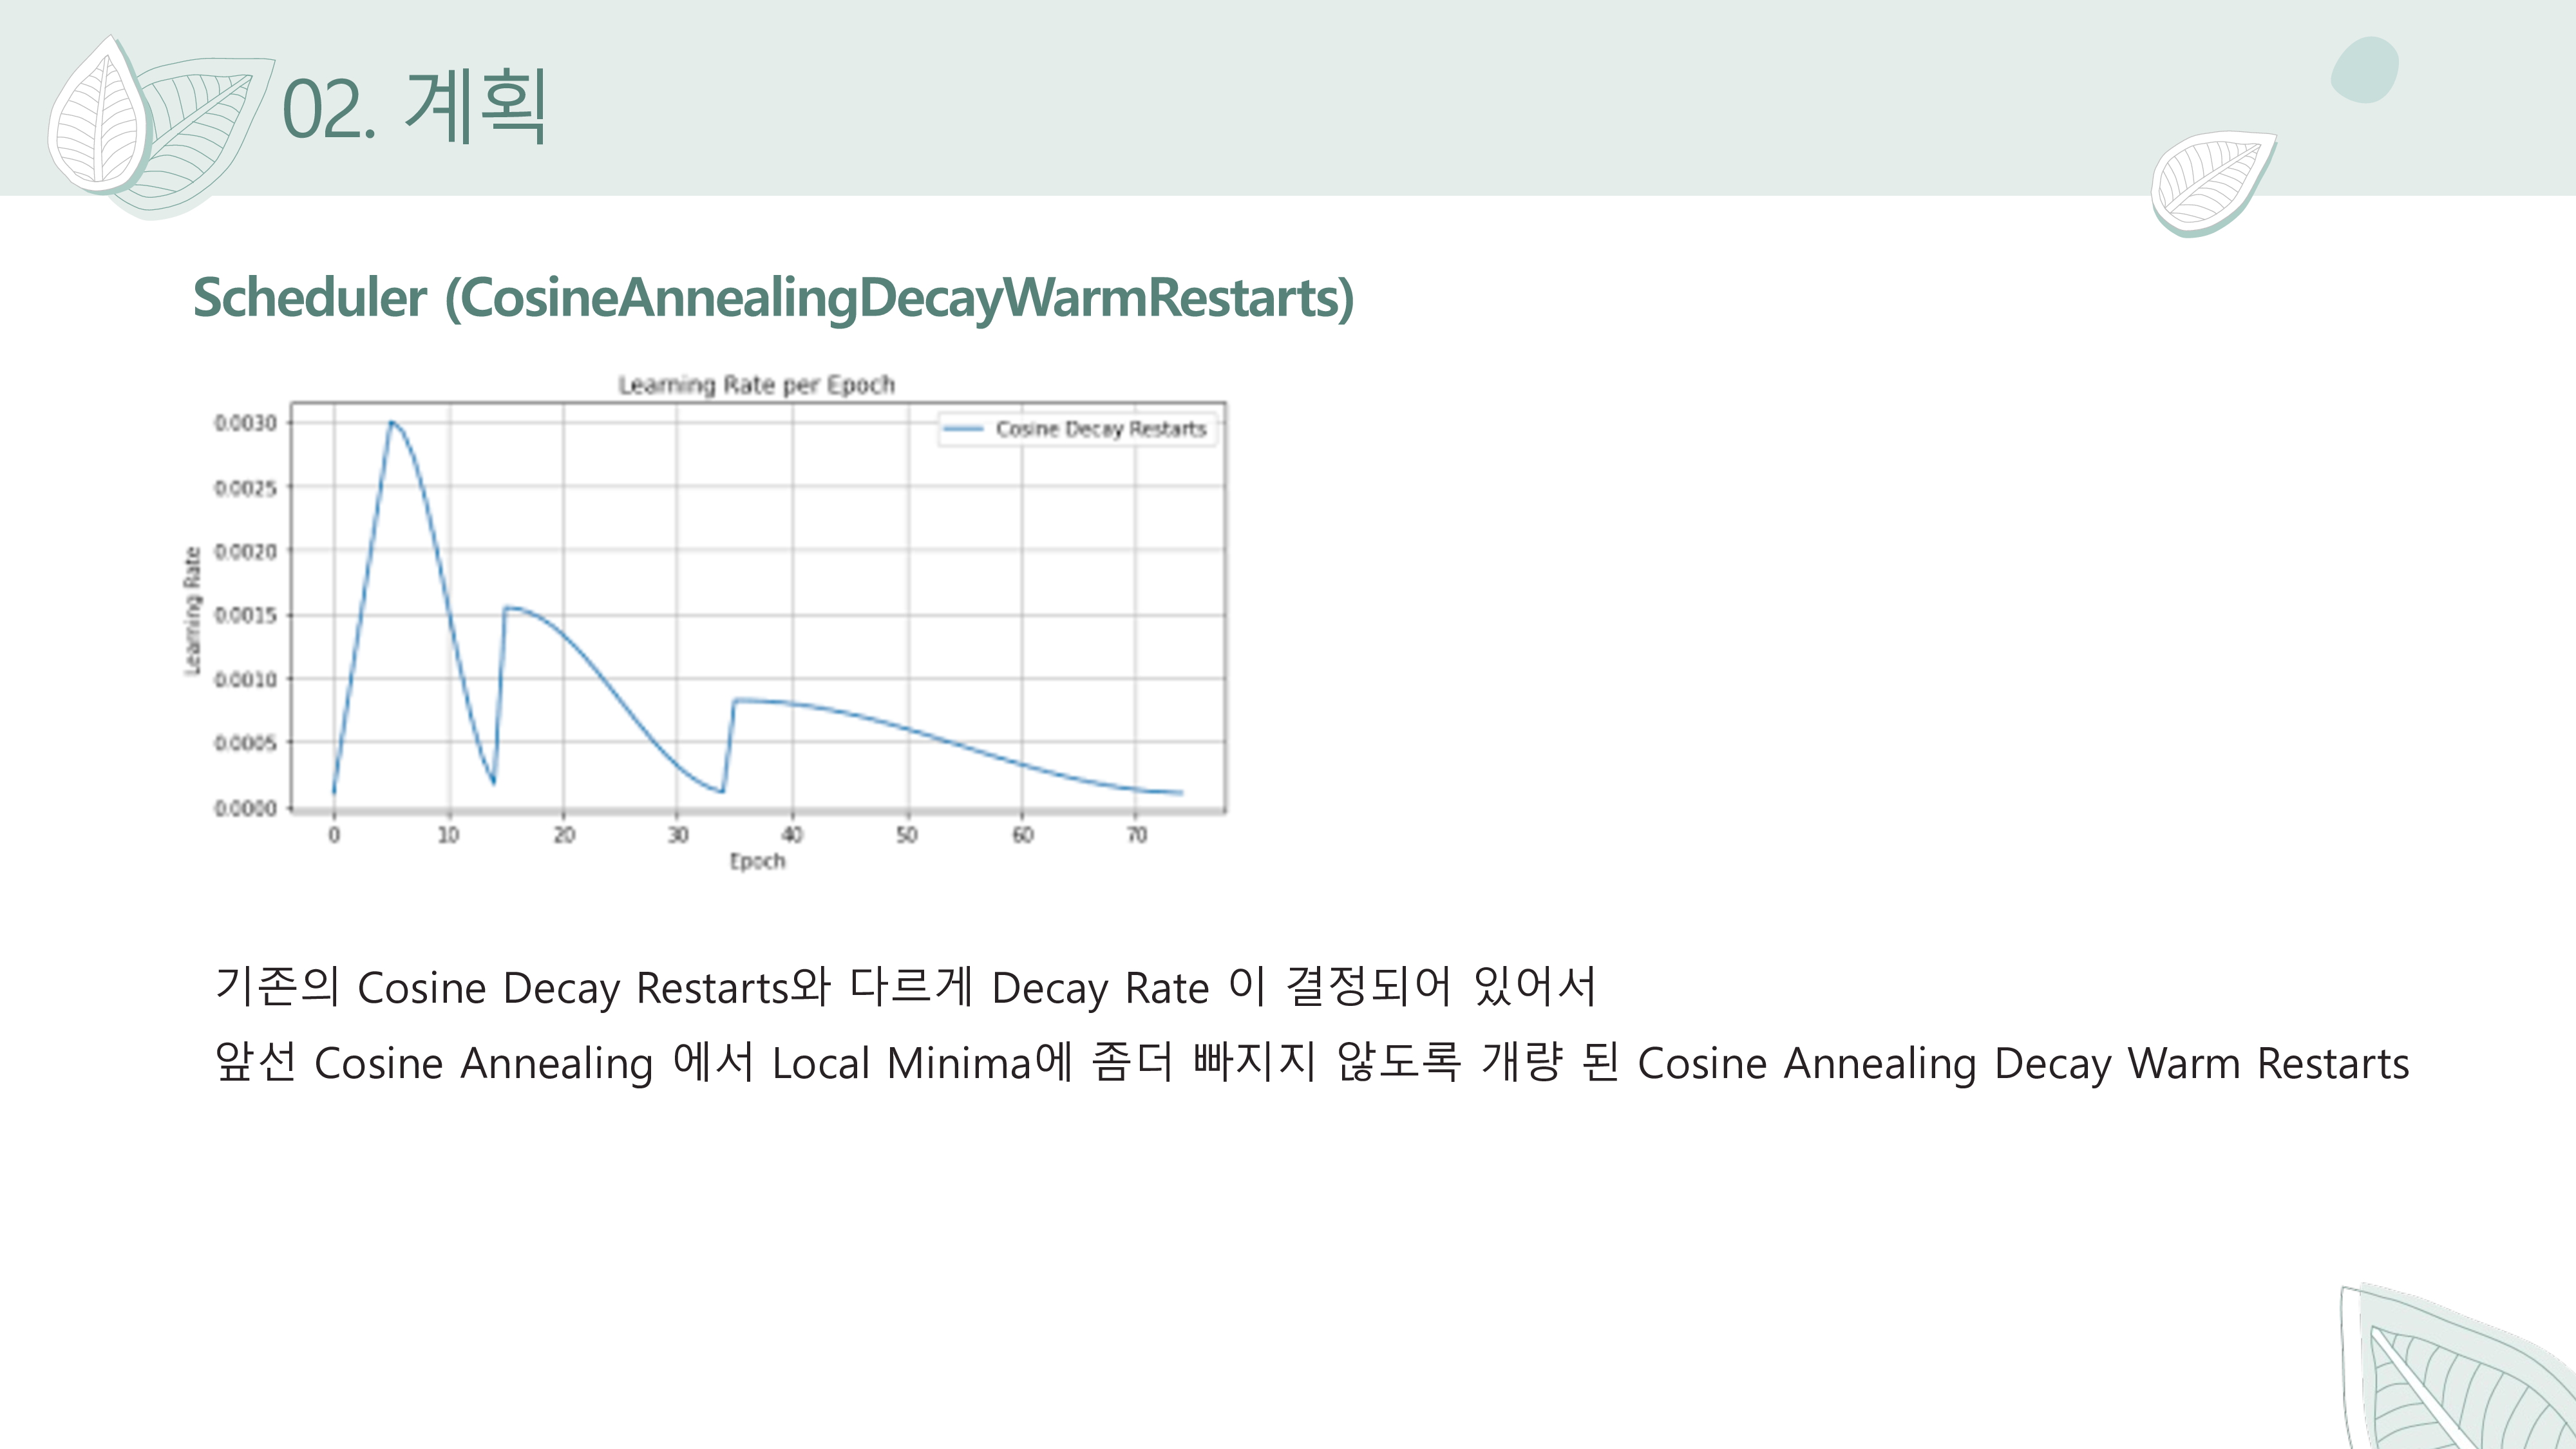 02. 계획
Scheduler (CosineAnnealingDecayWarmRestarts)
Learning Rate per Epoch
Cosine Decay Restarts
0.0030
0.0025
0.0020
0.0015
0.0010
0.0005
0.0000
Learning Rate
0 10 20 30 40 50 60 70
Epoch
기존의 Cosine Decay Restarts와 다르게 Decay Rate 이 결정되어 있어서
앞선 Cosine Annealing 에서 Local Minima에 좀더 빠지지 않도록 개량 된 Cosine Annealing Decay Warm Restarts